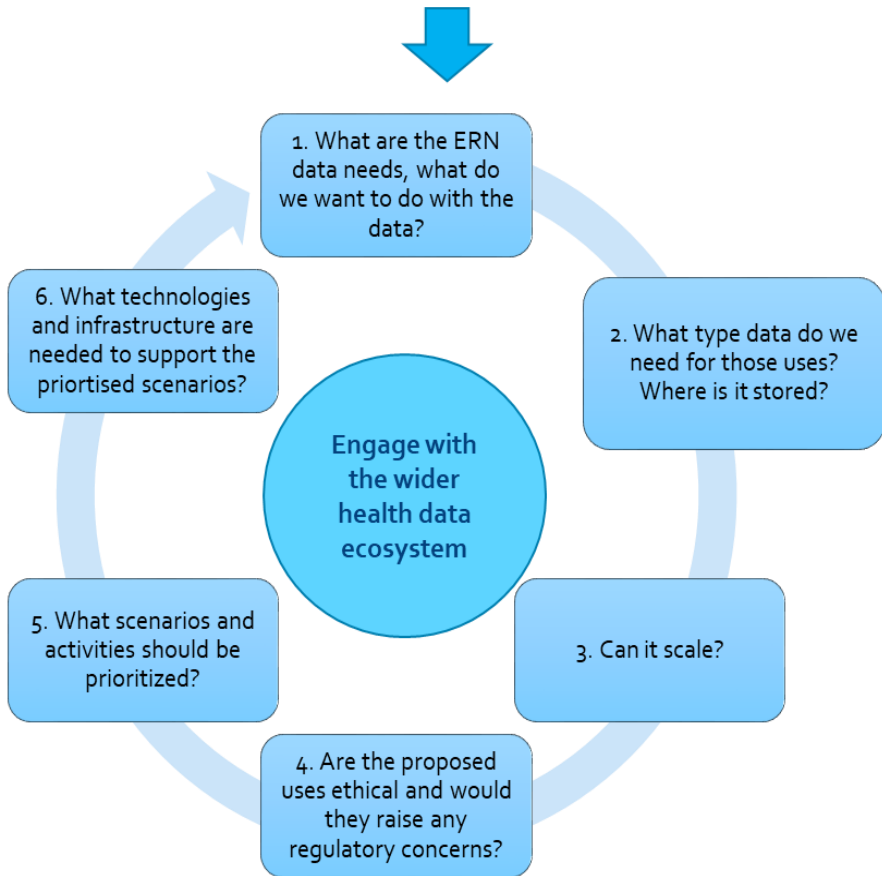 1. What are the ERN
data needs, what do
we want to do with the
data?
2. What type data do we
need for those uses?
Where is it stored?
3. Can it scale?
4. Are the proposed
uses ethical and would
they raise any
regulatory concerns?
5. What scenarios and
activities should be
prioritized?
6. What technologies
and infrastructure are
needed to support the
priortised scenarios?
Engage with
the wider
health data
ecosystem